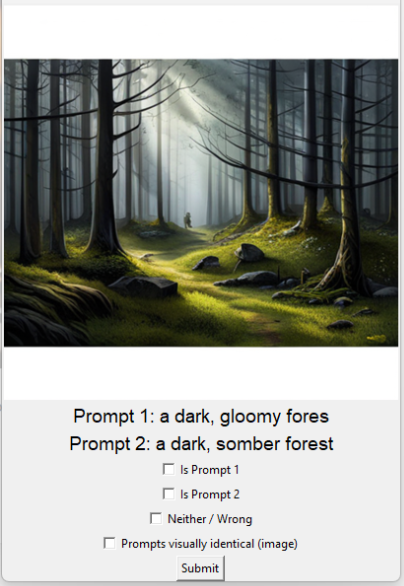 Prompt 1: a dark, gloomy fores
Prompt 2: a dark, somber forest
Is Prompt 1
Is Prompt 2
Neither / Wrong
Prompts visually identical (image)
Submit